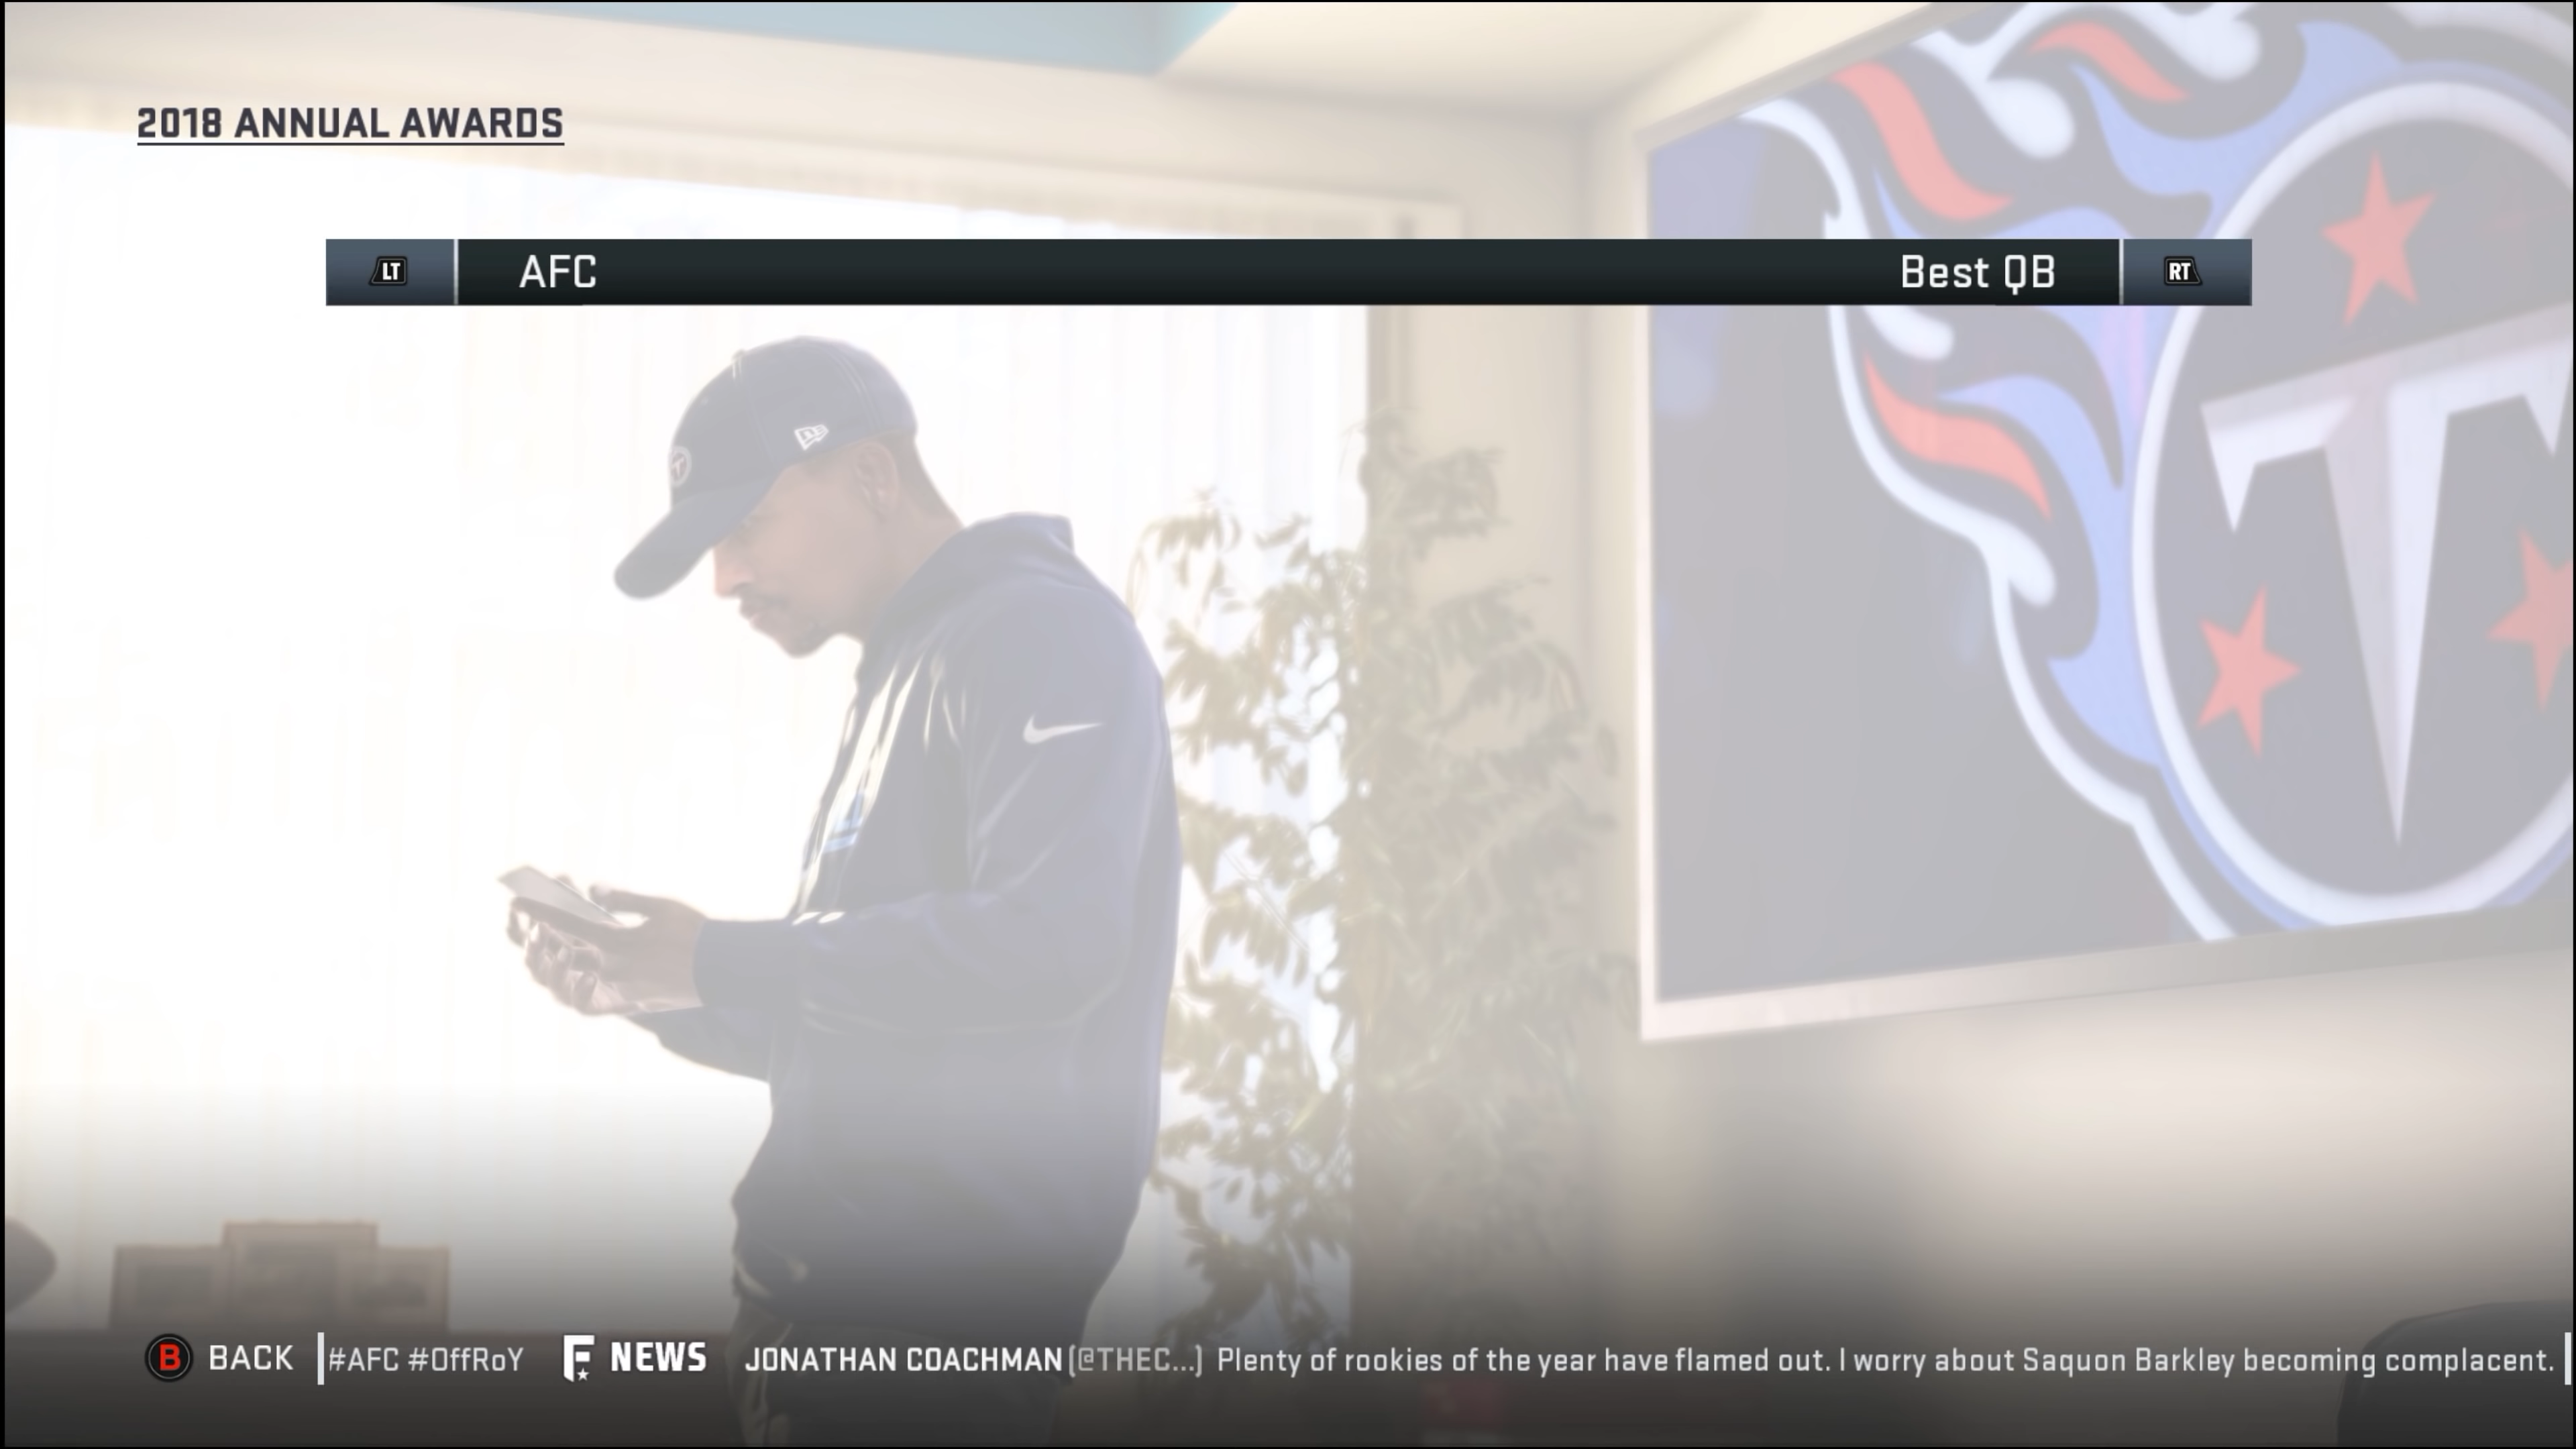 2018 ANNUAL AWARDS
LT AFC Best QB RT
T
B BACK #AFC #OffRoY F NEWS JONATHAN COACHMAN (@THEC...) Plenty of rookies of the year have flamed out. I worry about Saquon Barkley becoming complacent.